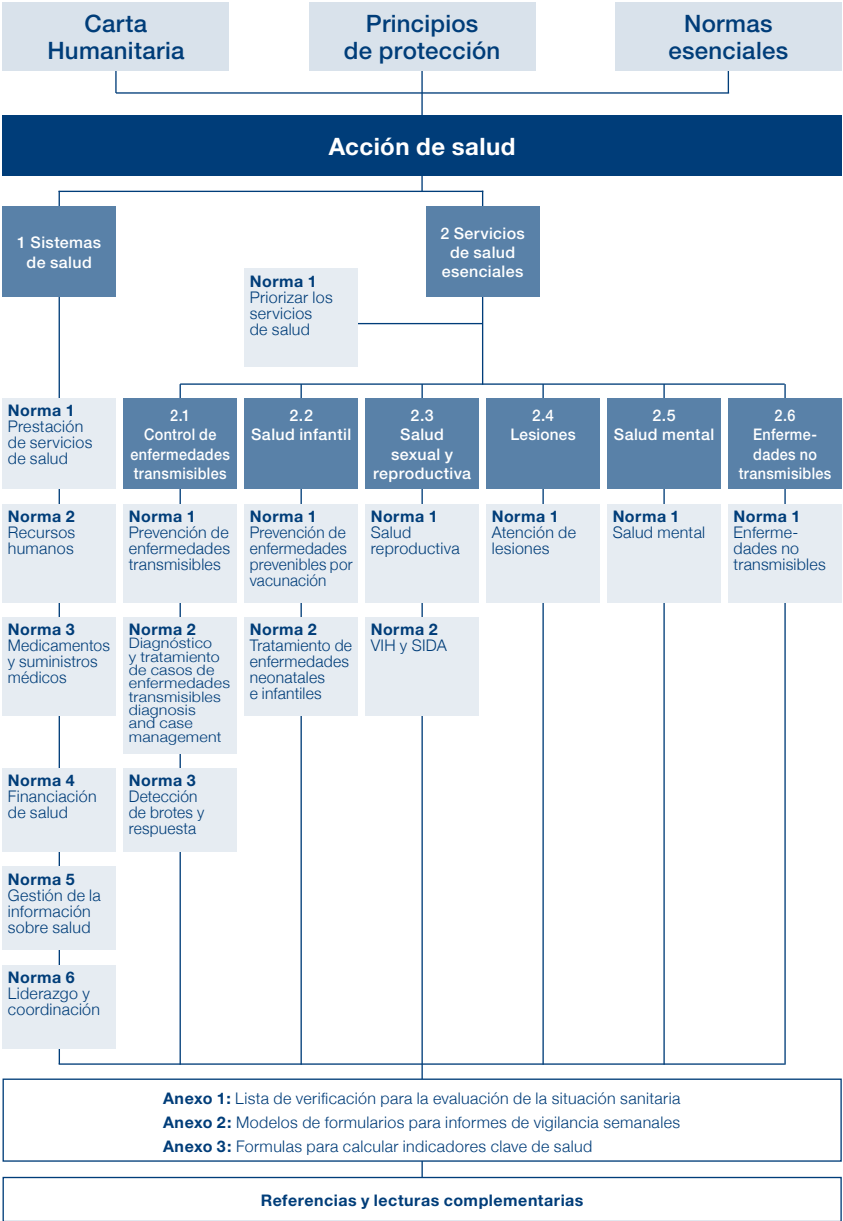 Carta
Humanitaria
Principios
de protección
Normas
esenciales
Acción de salud
1 Sistemas
de salud
2 Servicios
de salud
esenciales
Norma 1
Priorizar los
servicios
de salud
Norma 1
Prestación
de servicios
de salud
2.1
Control de
enfermedades
transmisibles
2.2
Salud infantil
2.3
Salud
sexual y
reproductiva
2.4
Lesiones
2.5
Salud mental
2.6
Enferme-
dades no
transmisibles
Norma 2
Recursos
humanos
Norma 1
Prevención de
enfermedades
transmisibles
Norma 1
Prevención de
enfermedades
prevenibles por
vacunación
Norma 1
Salud
reproductiva
Norma 1
Atención de
lesiones
Norma 1
Salud mental
Norma 1
Enferme-
dades no
transmisibles
Norma 3
Medicamentos
y suministros
médicos
Norma 2
Diagnóstico
y tratamiento
de casos de
enfermedades
transmisibles
diagnosis
and case
management
Norma 2
Tratamiento de
enfermedades
neonatales
e infantiles
Norma 2
VIH y SIDA
Norma 4
Financiación
de salud
Norma 3
Detección
de brotes y
respuesta
Norma 5
Gestión de la
información
sobre salud
Norma 6
Liderazgo y
coordinación
Anexo 1: Lista de verificación para la evaluación de la situación sanitaria
Anexo 2: Modelos de formularios para informes de vigilancia semanales
Anexo 3: Formulas para calcular indicadores clave de salud
Referencias y lecturas complementarias